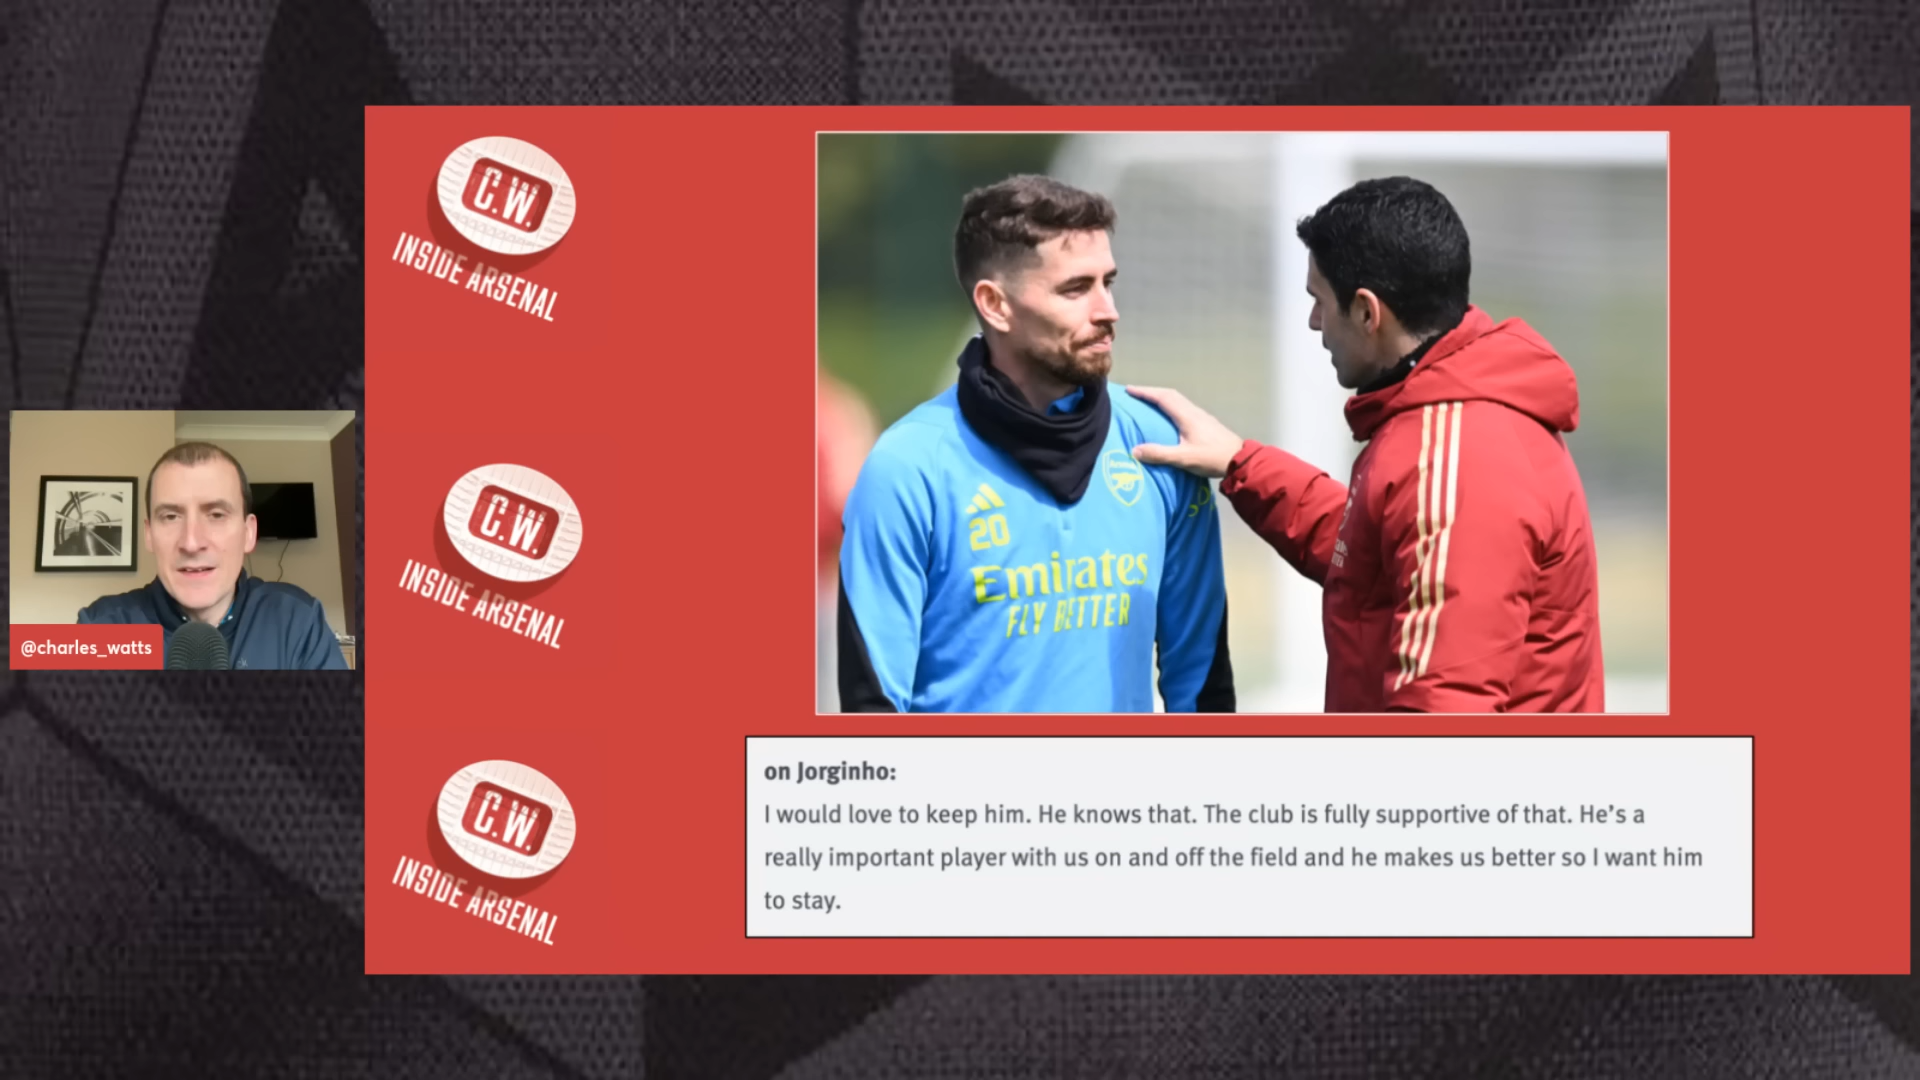 C.W.
INSIDE ARSENAL
C.W.
INSIDE ARSENAL
C.W.
INSIDE ARSENAL
@charles_watts
20
Emirates
FLY BETTER
on Jorginho:
I would love to keep him. He knows that. The club is fully supportive of that. He’s a
really important player with us on and off the field and he makes us better so I want him
to stay.